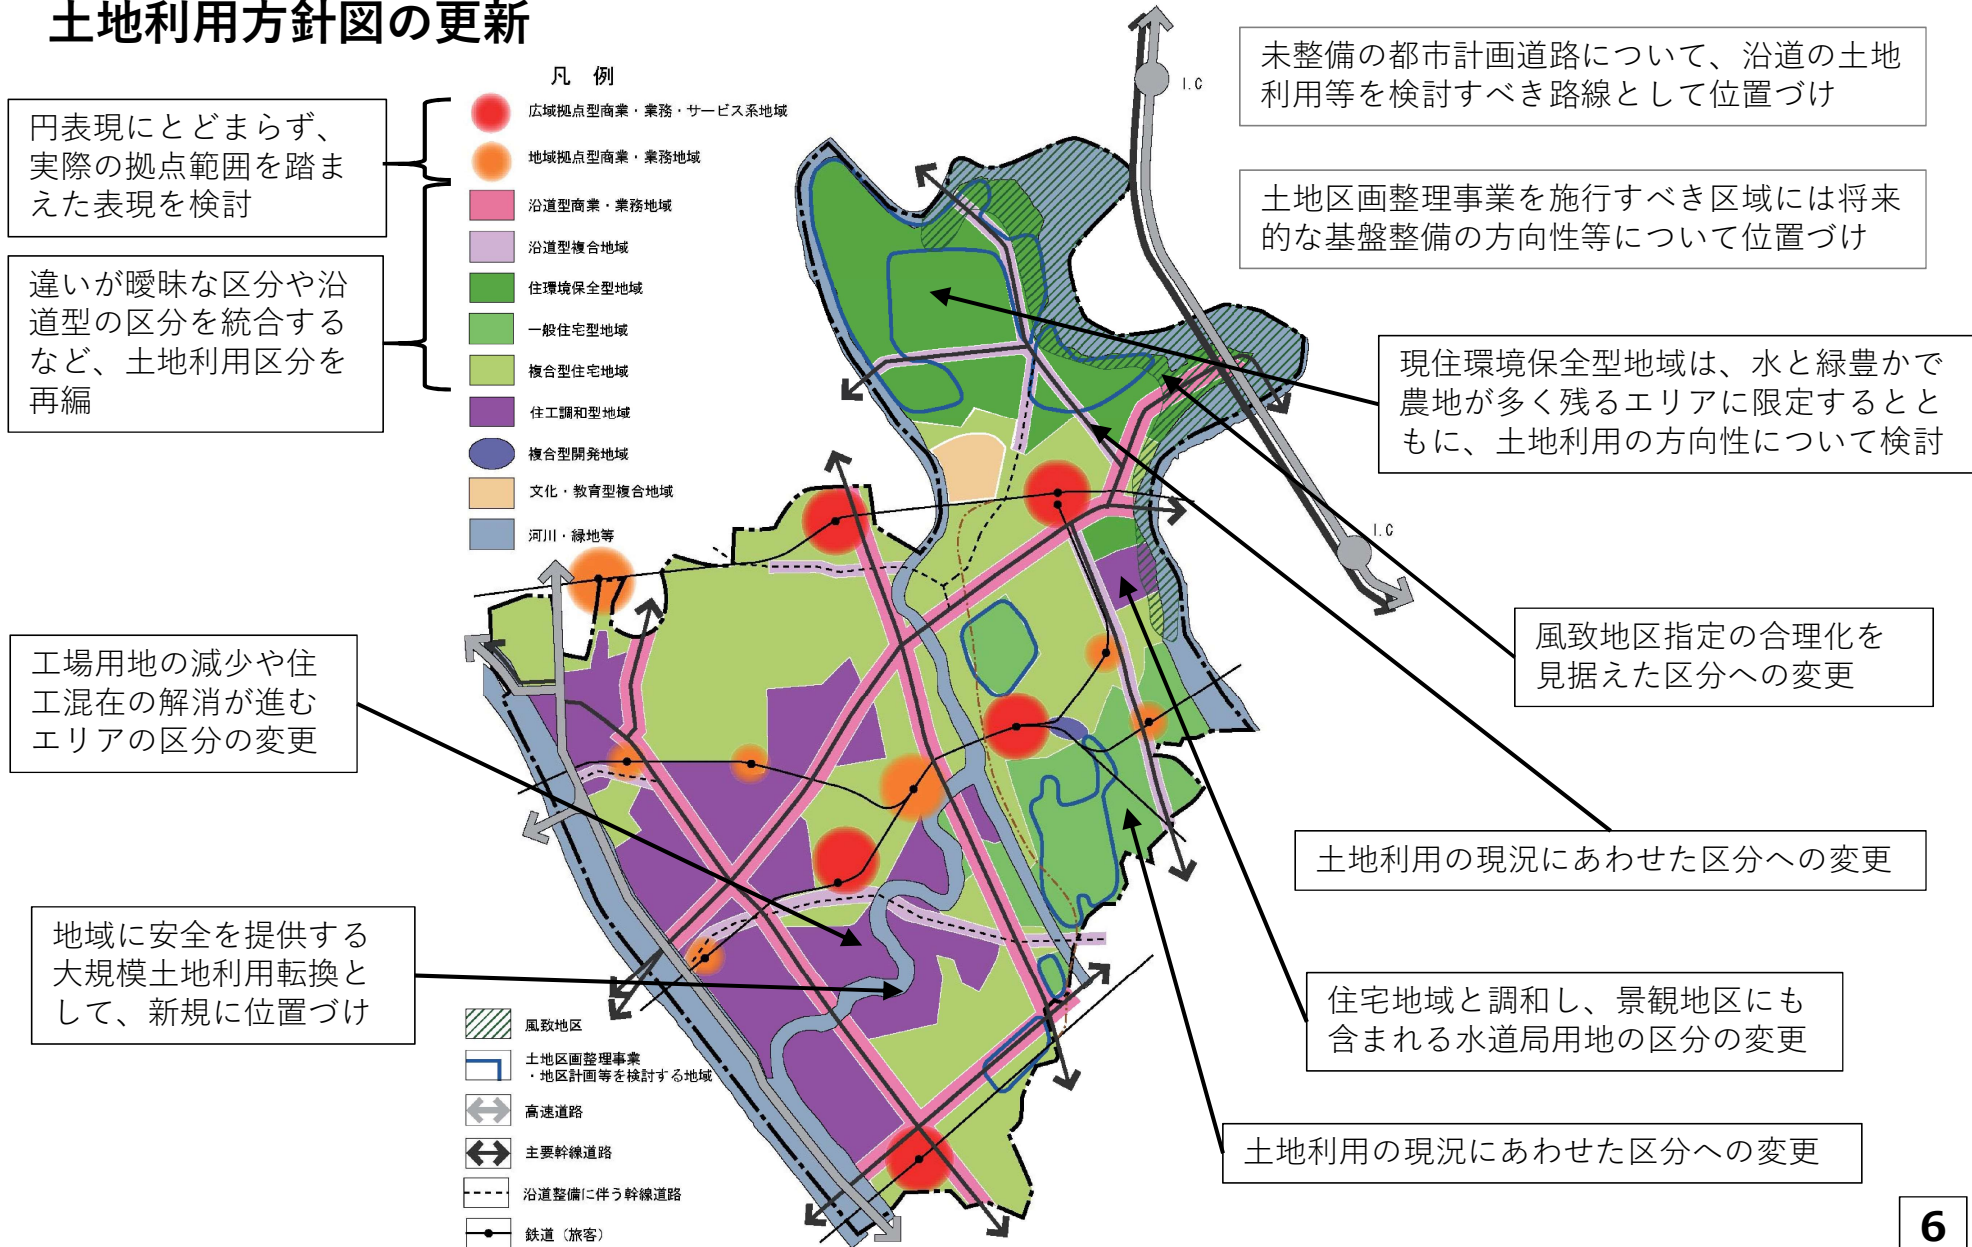 土地利用方針図の更新
円表現にとどまらず、
実際の拠点範囲を踏ま
えた表現を検討
違いが曖昧な区分や沿
道型の区分を統合する
など、土地利用区分を
再編
工場用地の減少や住
工混在の解消が進む
エリアの区分の変更
地域に安全を提供する
大規模土地利用転換と
して、新規に位置づけ
凡 例
広域拠点型商業・業務・サービス系地域
地域拠点型商業・業務地域
沿道型商業・業務地域
沿道型複合地域
住環境保全型地域
一般住宅型地域
複合型住宅地域
住工調和型地域
複合型開発地域
文化・教育型複合地域
河川・緑地等
風致地区
土地区画整理事業
・地区計画等を検討する地域
高速道路
主要幹線道路
沿道整備に伴う幹線道路
鉄道（旅客）
I.C
I.C
未整備の都市計画道路について、沿道の土地
利用等を検討すべき路線として位置づけ
土地区画整理事業を施行すべき区域には将来
的な基盤整備の方向性等について位置づけ
現住環境保全型地域は、水と緑豊かで
農地が多く残るエリアに限定するとと
もに、土地利用の方向性について検討
風致地区指定の合理化を
見据えた区分への変更
土地利用の現況にあわせた区分への変更
住宅地域と調和し、景観地区にも
含まれる水道局用地の区分の変更
土地利用の現況にあわせた区分への変更
6